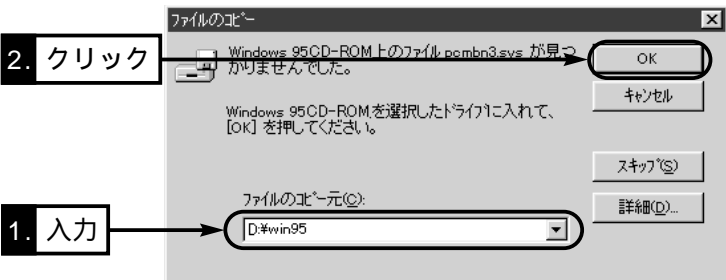 ファイルのコピー
Windows 95CD-ROM上のファイル pcmbn3.sys が見つ
かりませんでした。
2. クリック
OK
キャンセル
Windows 95CD-ROMを選択したドライブに入れて、
[OK] を押してください。
スキップ(S)
ファイルのコピー元(C):
詳細(D)...
1. 入力
D:¥win95